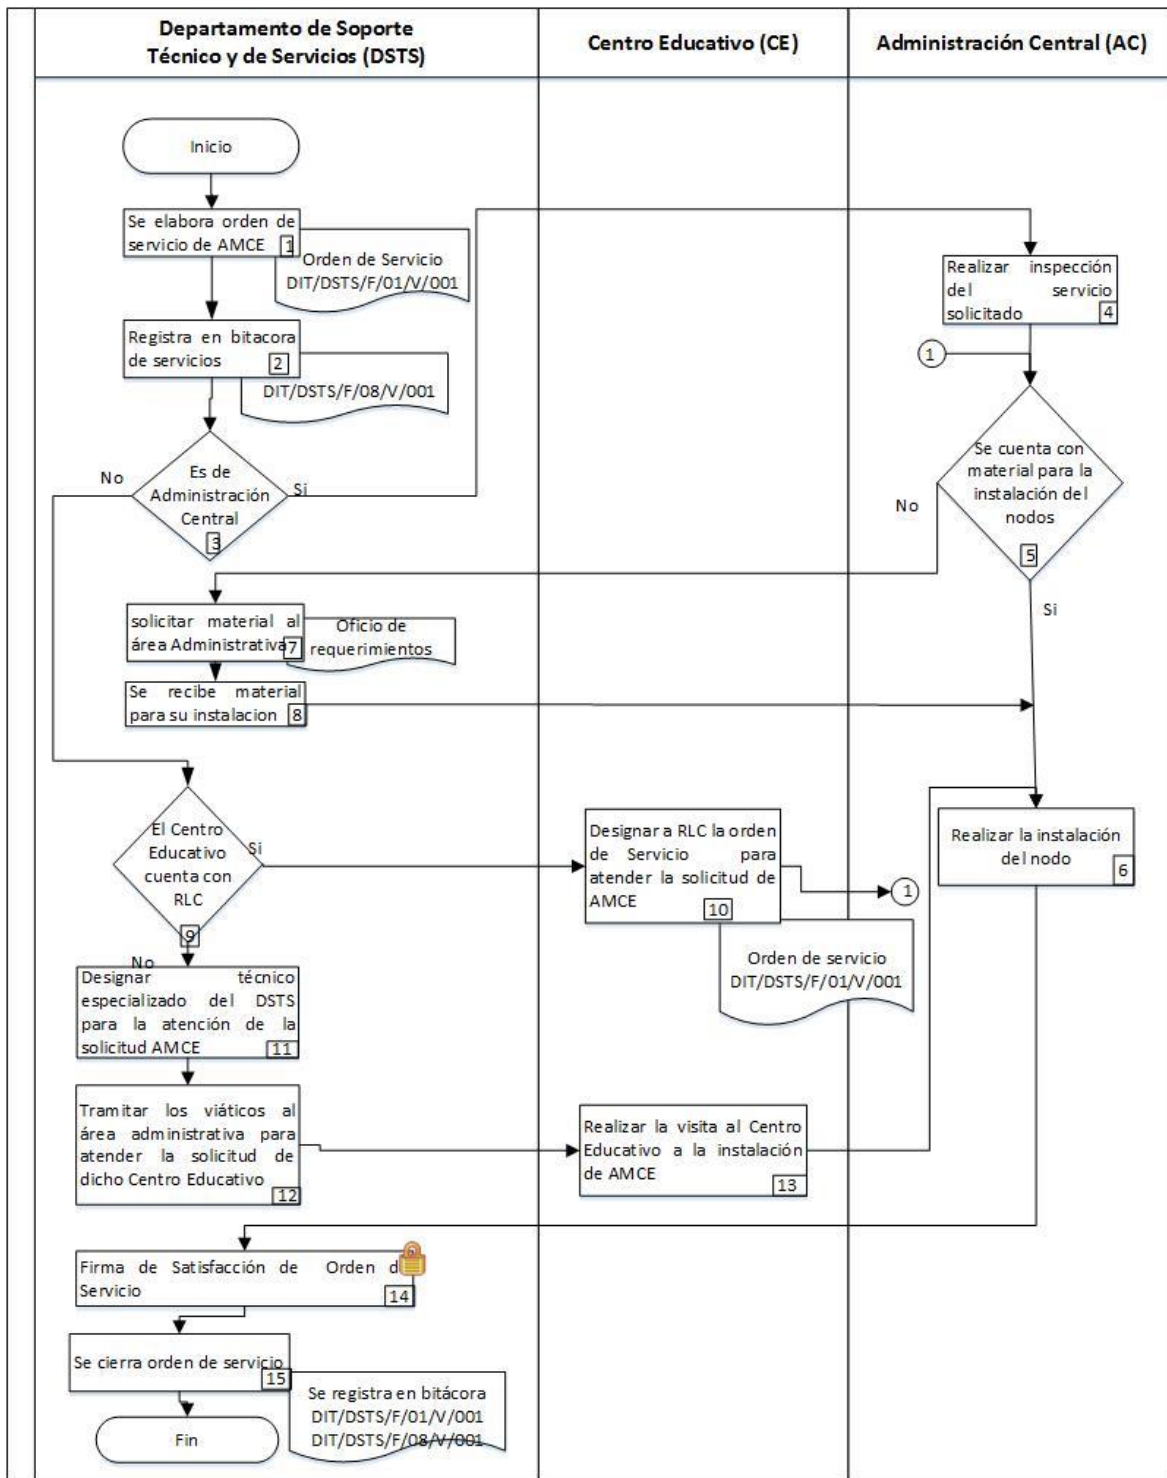 Departamento de Soporte
Técnico y de Servicios (DSTS)
Centro Educativo (CE)
Administración Central (AC)
Inicio
Se elabora orden de
servicio de AMCE
1
Orden de Servicio
DIT/DSTS/F/01/V/001
Registra en bitacora
de servicios
2
DIT/DSTS/F/08/V/001
Es de
Administración
Central
3
No
Si
Realizar inspección
del servicio
solicitado
4
1
Se cuenta con
material para la
instalación del
nodos
5
No
Si
solicitar material al
área Administrativa
7
Oficio de
requerimientos
Se recibe material
para su instalacion
8
Realizar la instalación
del nodo
6
El Centro
Educativo
cuenta con
RLC
9
Si
No
Designar a RLC la orden
de Servicio para
atender la solicitud de
AMCE
10
1
Orden de servicio
DIT/DSTS/F/01/V/001
Designar técnico
especializado del DSTS
para la atención de la
solicitud AMCE
11
Tramitar los viáticos al
área administrativa para
atender la solicitud de
dicho Centro Educativo
12
Realizar la visita al Centro
Educativo a la instalación
de AMCE
13
Firma de Satisfacción de Orden d
Servicio
14
Se cierra orden de servicio
15
Se registra en bitácora
DIT/DSTS/F/01/V/001
DIT/DSTS/F/08/V/001
Fin